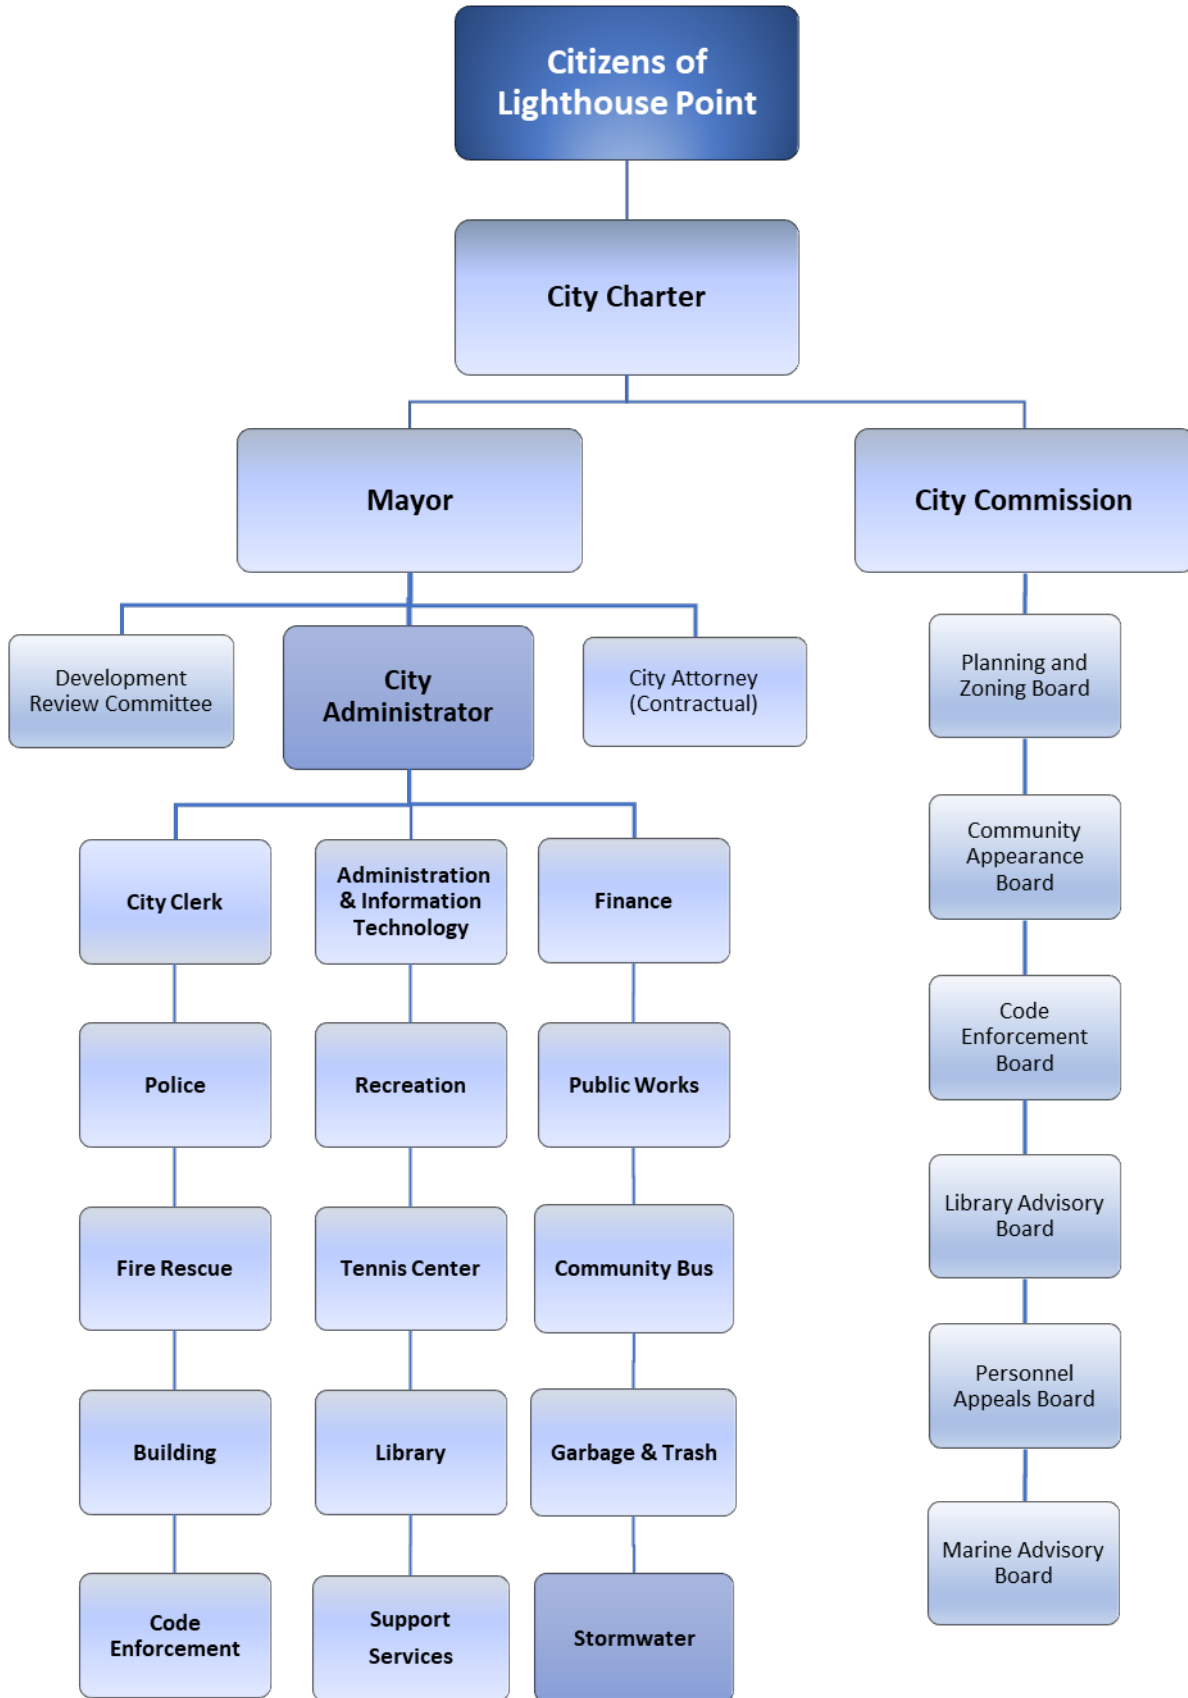 Citizens of
Lighthouse Point
City Charter
Mayor
City Commission
Development
Review Committee
City
Administrator
City Attorney
(Contractual)
Planning and
Zoning Board
City Clerk
Administration
& Information
Technology
Finance
Community
Appearance
Board
Police
Recreation
Public Works
Code
Enforcement
Board
Fire Rescue
Tennis Center
Community Bus
Library Advisory
Board
Building
Library
Garbage & Trash
Personnel
Appeals Board
Code
Enforcement
Support
Services
Stormwater
Marine Advisory
Board